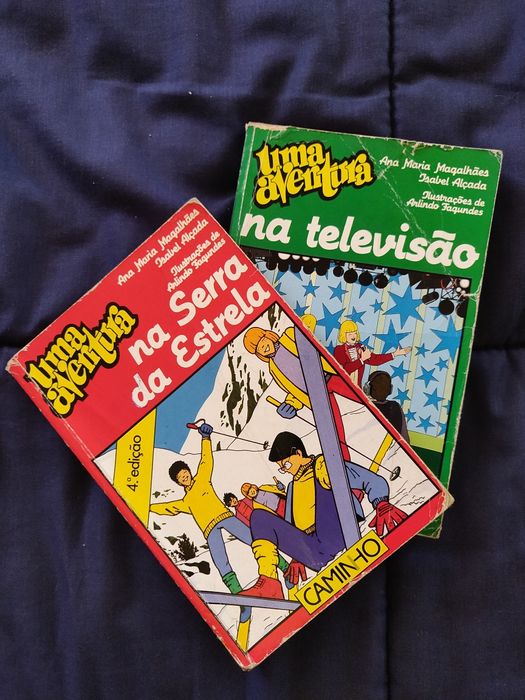 uma
aventura
Ana Maria Magalhães
Isabel Alçada
Ilustrações de
Arlindo Fagundes
na televisão
uma
aventura
Ana Maria Magalhães
Isabel Alçada
Ilustrações de
Arlindo Fagundes
na Serra
da Estrela
4.ª edição
CAMINHO